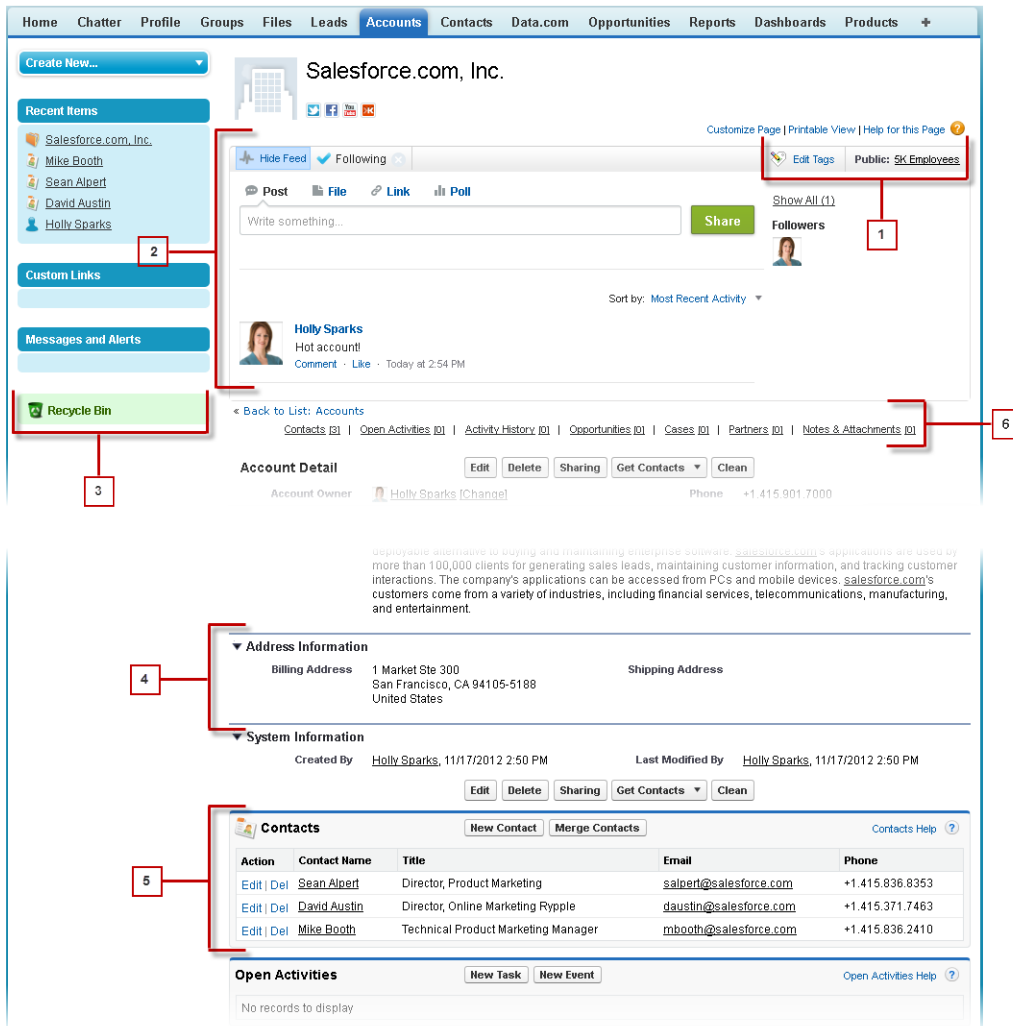 Home Chatter Profile Groups Files Leads Accounts Contacts Data.com Opportunities Reports Dashboards Products +
Create New...
Recent Items
Salesforce.com, Inc.
Mike Booth
Sean Alpert
David Austin
Holly Sparks
Custom Links
Messages and Alerts
Recycle Bin
3
Salesforce.com, Inc.
You Tube
Customize Page | Printable View | Help for this Page ?
Hide Feed Following
Edit Tags Public: 5K Employees
1
Post File Link Poll
Write something... Share
Show All (1)
Followers
2
Sort by: Most Recent Activity
Holly Sparks
Hot account!
Comment · Like · Today at 2:54 PM
« Back to List: Accounts
Contacts [3] | Open Activities [0] | Activity History [0] | Opportunities [0] | Cases [0] | Partners [0] | Notes & Attachments [0]
6
Account Detail Edit Delete Sharing Get Contacts Clean
Account Owner Holly Sparks [Change] Phone +1.415.901.7000
deployable alternative to buying and maintaining enterprise software. salesforce.com's applications are used by
more than 100,000 clients for generating sales leads, maintaining customer information, and tracking customer
interactions. The company's applications can be accessed from PCs and mobile devices. salesforce.com's
customers come from a variety of industries, including financial services, telecommunications, manufacturing,
and entertainment.
4
Address Information
Billing Address 1 Market Ste 300 Shipping Address
San Francisco, CA 94105-5188
United States
System Information
Created By Holly Sparks, 11/17/2012 2:50 PM Last Modified By Holly Sparks, 11/17/2012 2:50 PM
Edit Delete Sharing Get Contacts Clean
5
Contacts New Contact Merge Contacts Contacts Help ?
Action Contact Name Title Email Phone
Edit | Del Sean Alpert Director, Product Marketing salpert@salesforce.com +1.415.836.8353
Edit | Del David Austin Director, Online Marketing Rypple daustin@salesforce.com +1.415.371.7463
Edit | Del Mike Booth Technical Product Marketing Manager mbooth@salesforce.com +1.415.836.2410
Open Activities New Task New Event Open Activities Help ?
No records to display